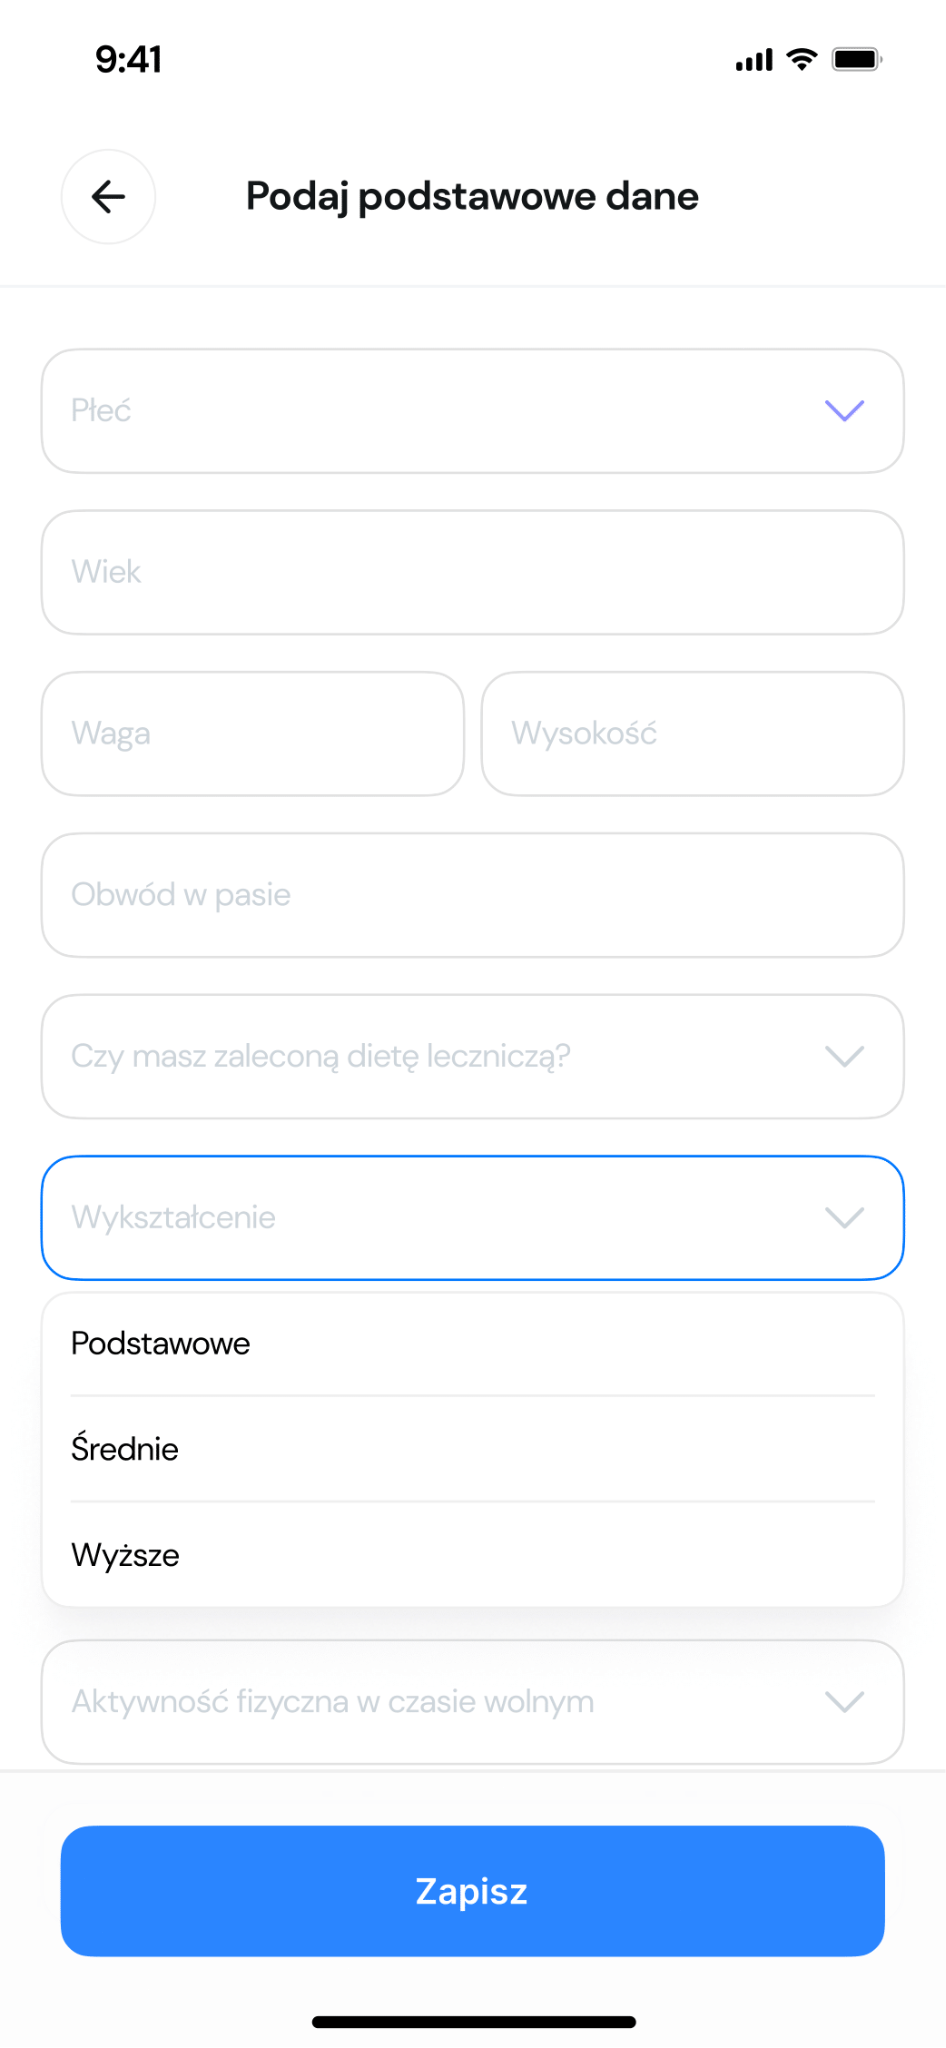 9:41
Podaj podstawowe dane
Płeć
Wiek
Waga
Wysokość
Obwód w pasie
Czy masz zaleconą dietę leczniczą?
Wykształcenie
Podstawowe
Średnie
Wyższe
Aktywność fizyczna w czasie wolnym
Zapisz